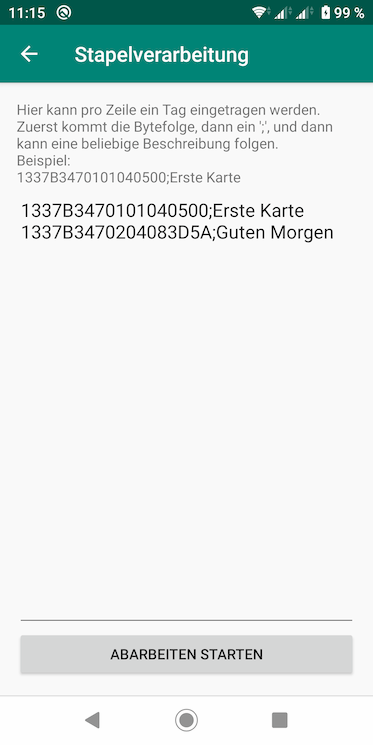 11:15
99 %
Stapelverarbeitung
Hier kann pro Zeile ein Tag eingetragen werden.
Zuerst kommt die Bytefolge, dann ein ';', und dann
kann eine beliebige Beschreibung folgen.
Beispiel:
1337B3470101040500;Erste Karte
1337B3470101040500;Erste Karte
1337B3470204083D5A;Guten Morgen
ABARBEITEN STARTEN